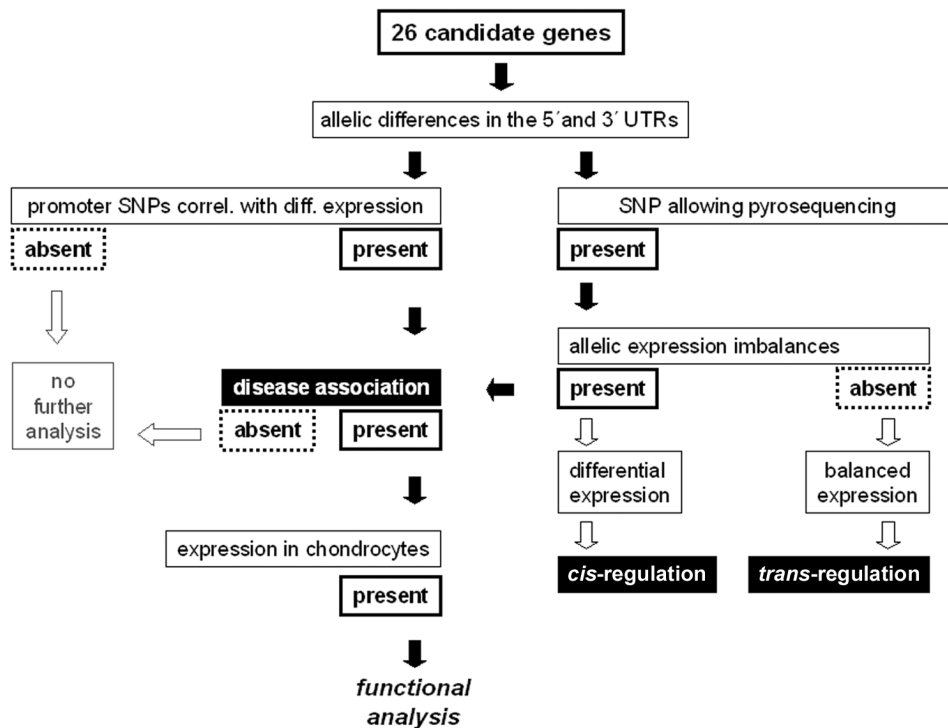 26 candidate genes
allelic differences in the 5´and 3´ UTRs
promoter SNPs correl. with diff. expression
absent
present
SNP allowing pyrosequencing
present
allelic expression imbalances
present
absent
no
further
analysis
disease association
absent
present
differential
expression
balanced
expression
expression in chondrocytes
present
cis-regulation
trans-regulation
functional
analysis